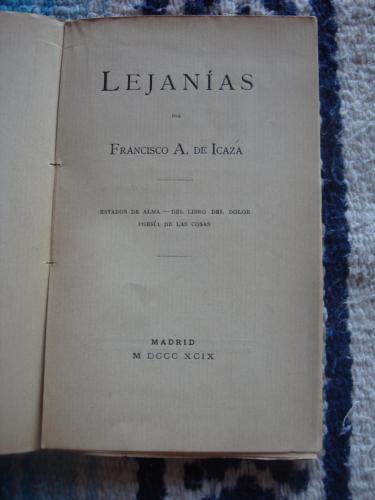 LEJANÍAS
POR
FRANCISCO A. DE ICAZA
ESTADOS DE ALMA — DEL LIBRO DEL DOLOR
POESÍA DE LAS COSAS
MADRID
M DCCC XCIX